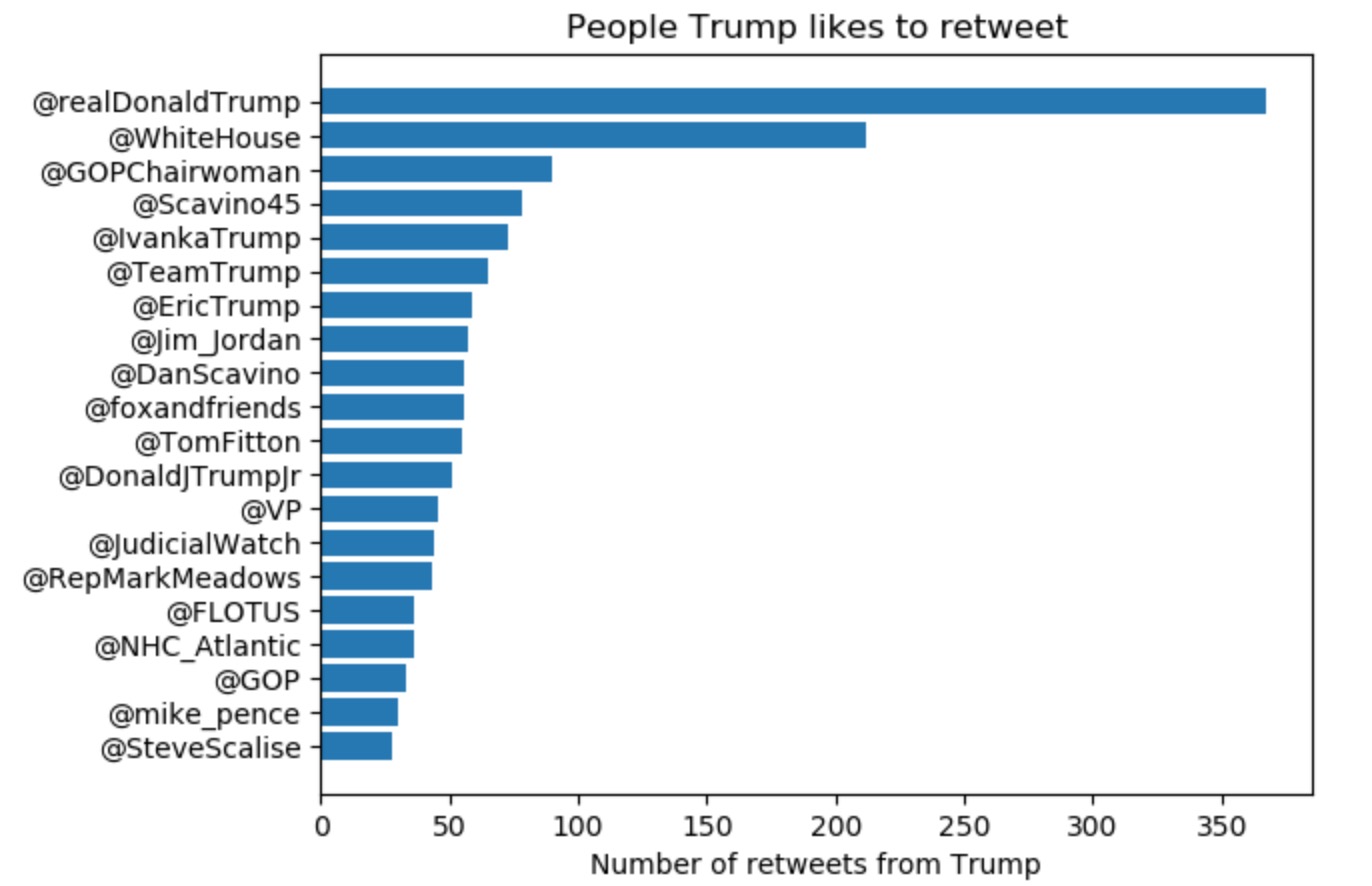 People Trump likes to retweet
@realDonaldTrump
@WhiteHouse
@GOPChairwoman
@Scavino45
@IvankaTrump
@TeamTrump
@EricTrump
@Jim_Jordan
@DanScavino
@foxandfriends
@TomFitton
@DonaldJTrumpJr
@VP
@JudicialWatch
@RepMarkMeadows
@FLOTUS
@NHC_Atlantic
@GOP
@mike_pence
@SteveScalise
0 50 100 150 200 250 300 350
Number of retweets from Trump